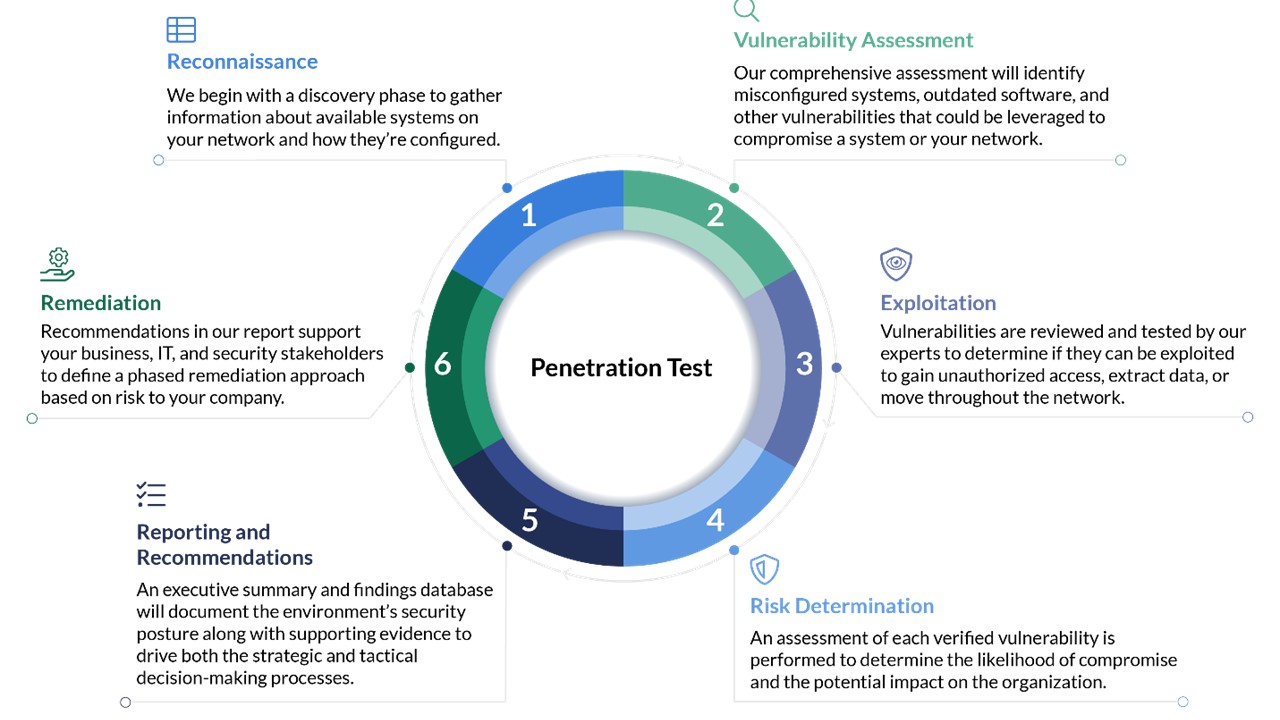 Reconnaissance
We begin with a discovery phase to gather
information about available systems on
your network and how they're configured.
Vulnerability Assessment
Our comprehensive assessment will identify
misconfigured systems, outdated software, and
other vulnerabilities that could be leveraged to
compromise a system or your network.
1
2
Exploitation
Vulnerabilities are reviewed and tested by our
experts to determine if they can be exploited
to gain unauthorized access, extract data, or
move throughout the network.
3
Penetration Test
Remediation
Recommendations in our report support
your business, IT, and security stakeholders
to define a phased remediation approach
based on risk to your company.
6
5
4
Risk Determination
An assessment of each verified vulnerability is
performed to determine the likelihood of compromise
and the potential impact on the organization.
Reporting and
Recommendations
An executive summary and findings database
will document the environment's security
posture along with supporting evidence to
drive both the strategic and tactical
decision-making processes.